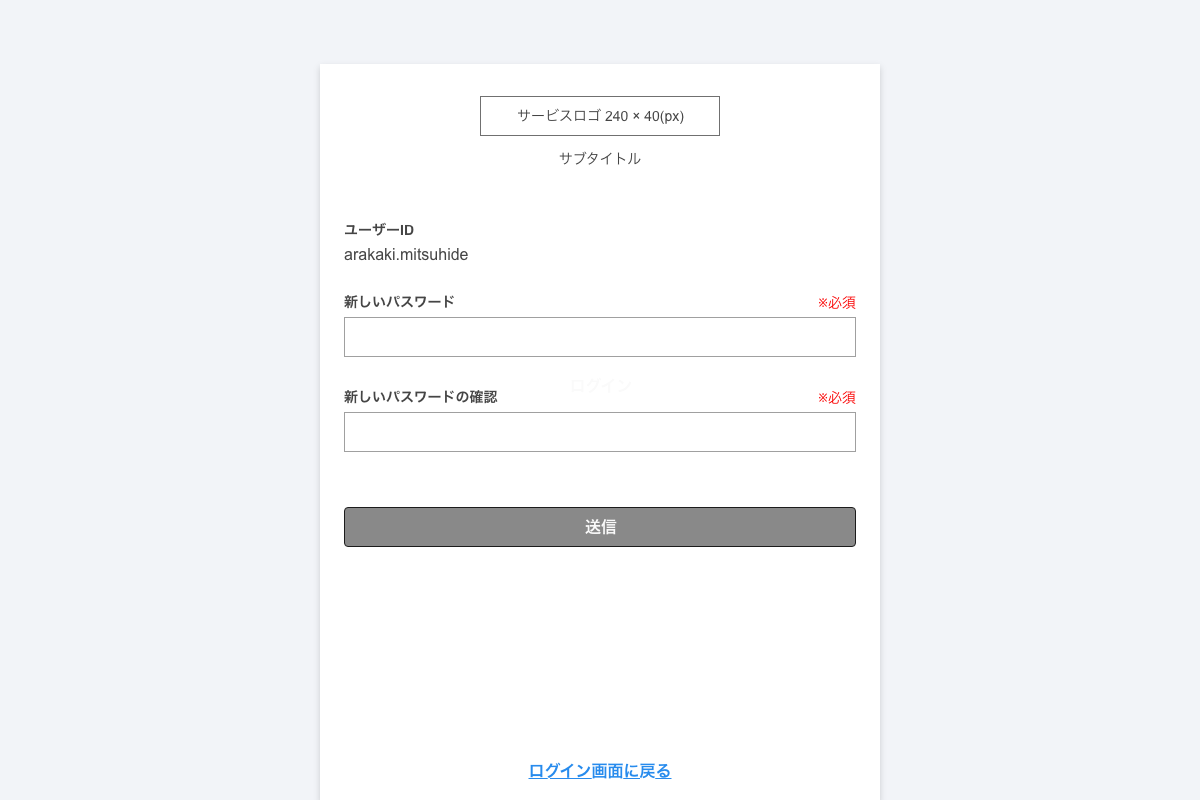 サービスロゴ 240 × 40(px)
サブタイトル
ユーザーID
arakaki.mitsuhide
新しいパスワード ※必須
ログイン
新しいパスワードの確認 ※必須
送信
ログイン画面に戻る